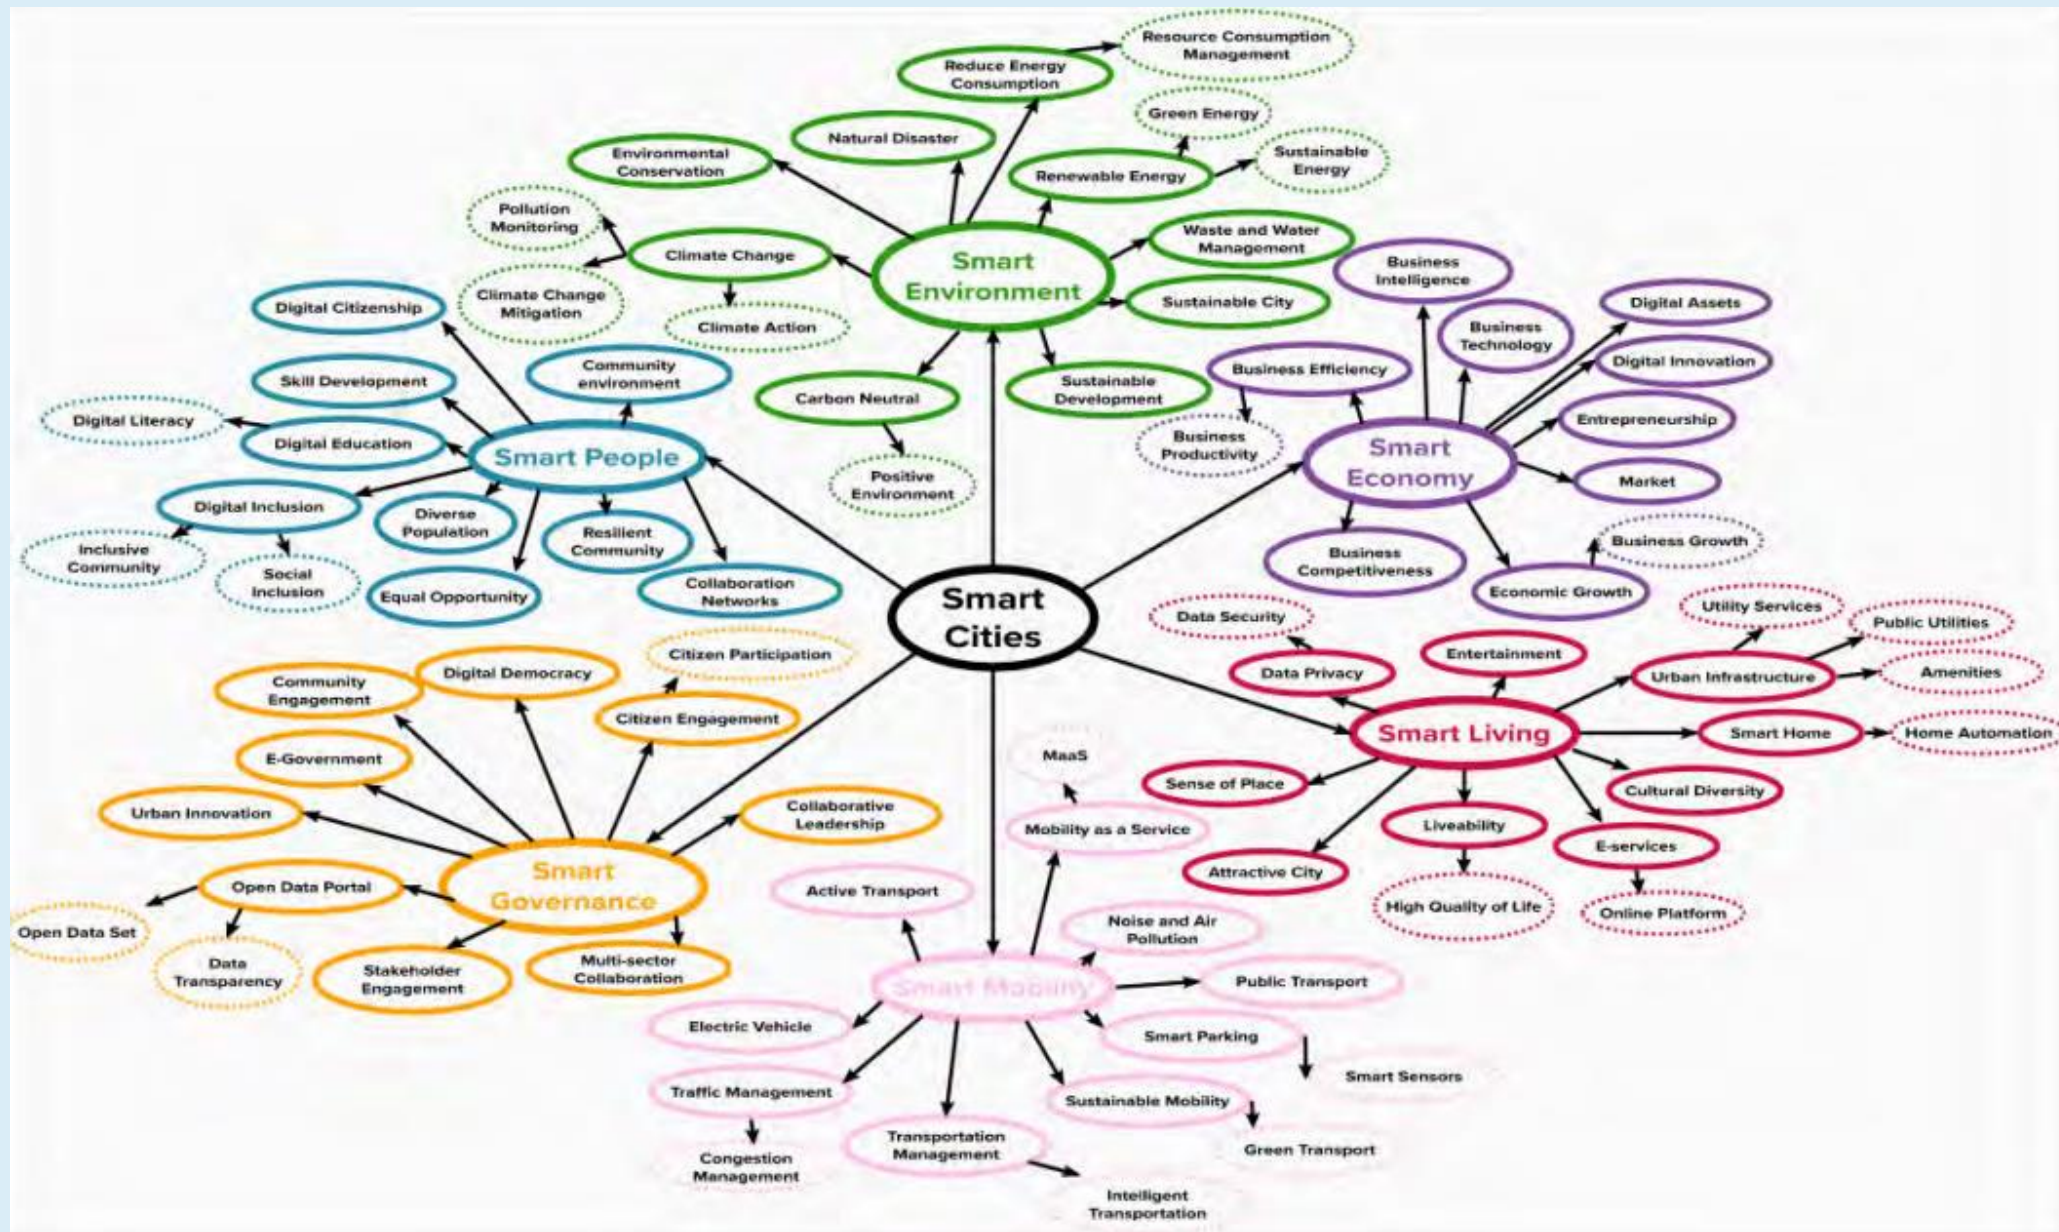 Resource Consumption
Management
Reduce Energy
Consumption
Green Energy
Natural Disaster
Environmental
Conservation
Sustainable
Energy
Renewable Energy
Pollution
Monitoring
Waste and Water
Management
Climate Change
Smart
Environment
Business
Intelligence
Digital Citizenship
Climate Change
Mitigation
Climate Action
Sustainable City
Digital Assets
Business
Technology
Community
environment
Skill Development
Business Efficiency
Digital Innovation
Carbon Neutral
Sustainable
Development
Entrepreneurship
Digital Literacy
Digital Education
Smart People
Business
Productivity
Smart
Economy
Market
Positive
Environment
Digital Inclusion
Diverse
Population
Resilient
Community
Inclusive
Community
Social
Inclusion
Equal Opportunity
Collaboration
Networks
Business
Competitiveness
Business Growth
Economic Growth
Smart
Cities
Data Security
Utility Services
Public Utilities
Citizen Participation
Entertainment
Data Privacy
Urban Infrastructure
Amenities
Community
Engagement
Digital Democracy
Citizen Engagement
Smart Living
Smart Home
Home Automation
E-Government
MaaS
Sense of Place
Cultural Diversity
Urban Innovation
Collaborative
Leadership
Mobility as a Service
Liveability
E-services
Smart
Governance
Attractive City
Open Data Portal
Active Transport
High Quality of Life
Online Platform
Open Data Set
Noise and Air
Pollution
Data
Transparency
Stakeholder
Engagement
Multi-sector
Collaboration
Smart Mobility
Public Transport
Electric Vehicle
Smart Parking
Smart Sensors
Traffic Management
Sustainable Mobility
Transportation
Management
Green Transport
Congestion
Management
Intelligent
Transportation